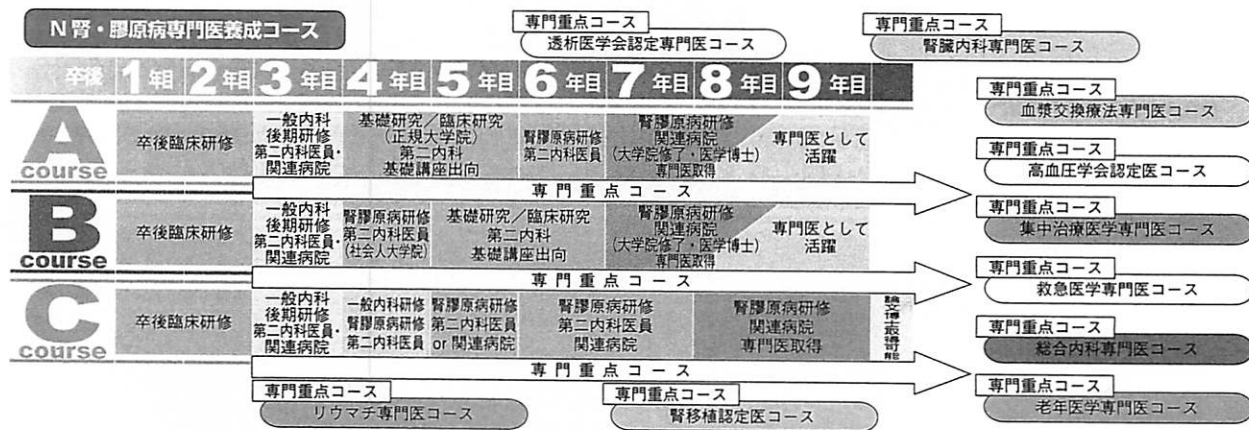 N 腎・膠原病専門医養成コース
専門重点コース
透析医学会認定専門医コース
専門重点コース
腎臓内科専門医コース
卒後 1年目 2年目 3年目 4年目 5年目 6年目 7年目 8年目 9年目
A
course
卒後臨床研修
一般内科
後期研修
第二内科医員・
関連病院
基礎研究／臨床研究
(正規大学院)
第二内科
基礎講座出向
腎膠原病研修
第二内科医員
腎膠原病研修
関連病院
(大学院修了・医学博士)
専門医取得
専門医として
活躍
専門重点コース
B
course
卒後臨床研修
一般内科
後期研修
第二内科医員・
関連病院
腎膠原病研修
第二内科医員
(社会人大学院)
基礎研究／臨床研究
第二内科
基礎講座出向
腎膠原病研修
関連病院
(大学院修了・医学博士)
専門医取得
専門医として
活躍
専門重点コース
C
course
卒後臨床研修
一般内科
後期研修
第二内科医員・
関連病院
一般内科研修
腎膠原病研修
第二内科医員
腎膠原病研修
第二内科医員
or 関連病院
腎膠原病研修
第二内科医員
関連病院
腎膠原病研修
関連病院
専門医取得
論文博士取得可能
専門重点コース
専門重点コース
血漿交換療法専門医コース
専門重点コース
高血圧学会認定医コース
専門重点コース
集中治療医学専門医コース
専門重点コース
救急医学専門医コース
専門重点コース
総合内科専門医コース
専門重点コース
老年医学専門医コース
専門重点コース
リウマチ専門医コース
専門重点コース
腎移植認定医コース